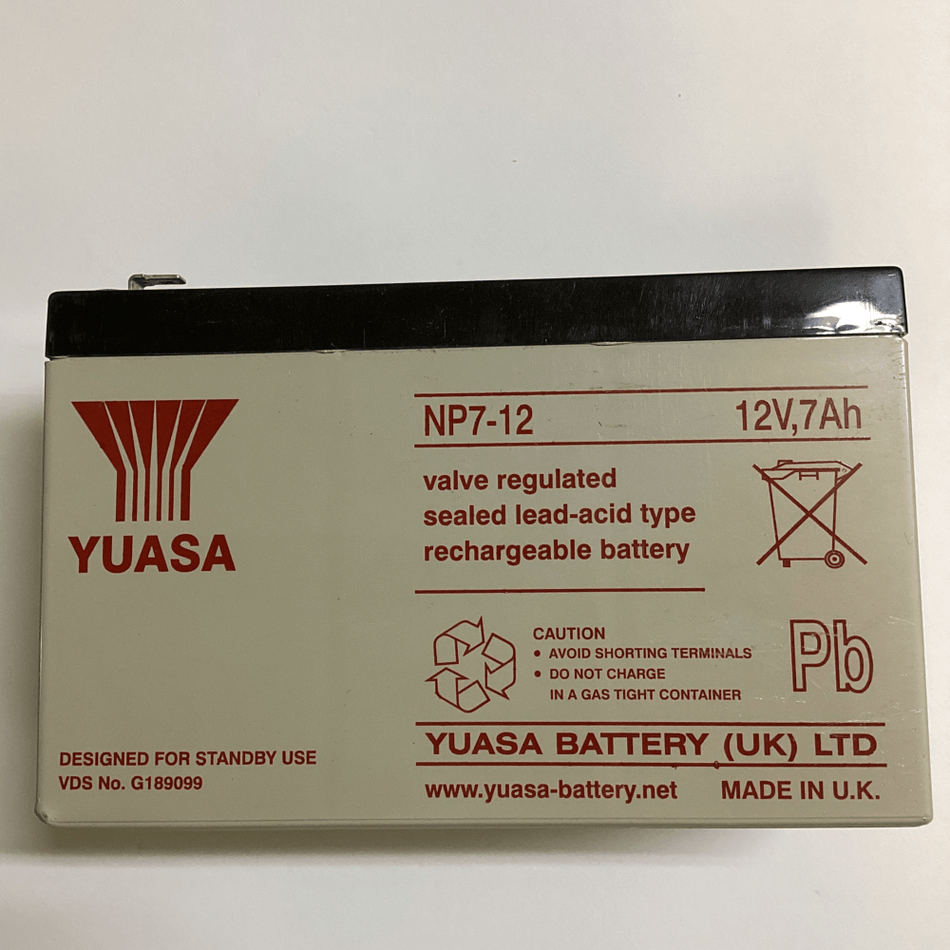 YUASA
DESIGNED FOR STANDBY USE
VDS No. G189099
NP7-12 12V,7Ah
valve regulated
sealed lead-acid type
rechargeable battery
CAUTION
• AVOID SHORTING TERMINALS
• DO NOT CHARGE
IN A GAS TIGHT CONTAINER
Pb
YUASA BATTERY (UK) LTD
www.yuasa-battery.net MADE IN U.K.